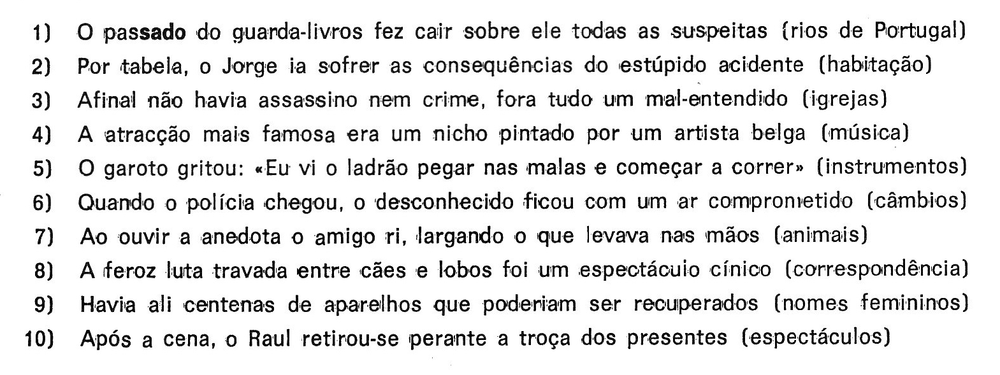 1) O passado do guarda-livros fez cair sobre ele todas as suspeitas (rios de Portugal)
2) Por tabela, o Jorge ia sofrer as consequências do estúpido acidente (habitação)
3) Afinal não havia assassino nem crime, fora tudo um mal-entendido (igrejas)
4) A atracção mais famosa era um nicho pintado por um artista belga (música)
5) O garoto gritou: «Eu vi o ladrão pegar nas malas e começar a correr» (instrumentos)
6) Quando o polícia chegou, o desconhecido ficou com um ar comprometido (câmbios)
7) Ao ouvir a anedota o amigo ri, largando o que levava nas mãos (animais)
8) A feroz luta travada entre cães e lobos foi um espectáculo cínico (correspondência)
9) Havia ali centenas de aparelhos que poderiam ser recuperados (nomes femininos)
10) Após a cena, o Raul retirou-se perante a troça dos presentes (espectáculos)